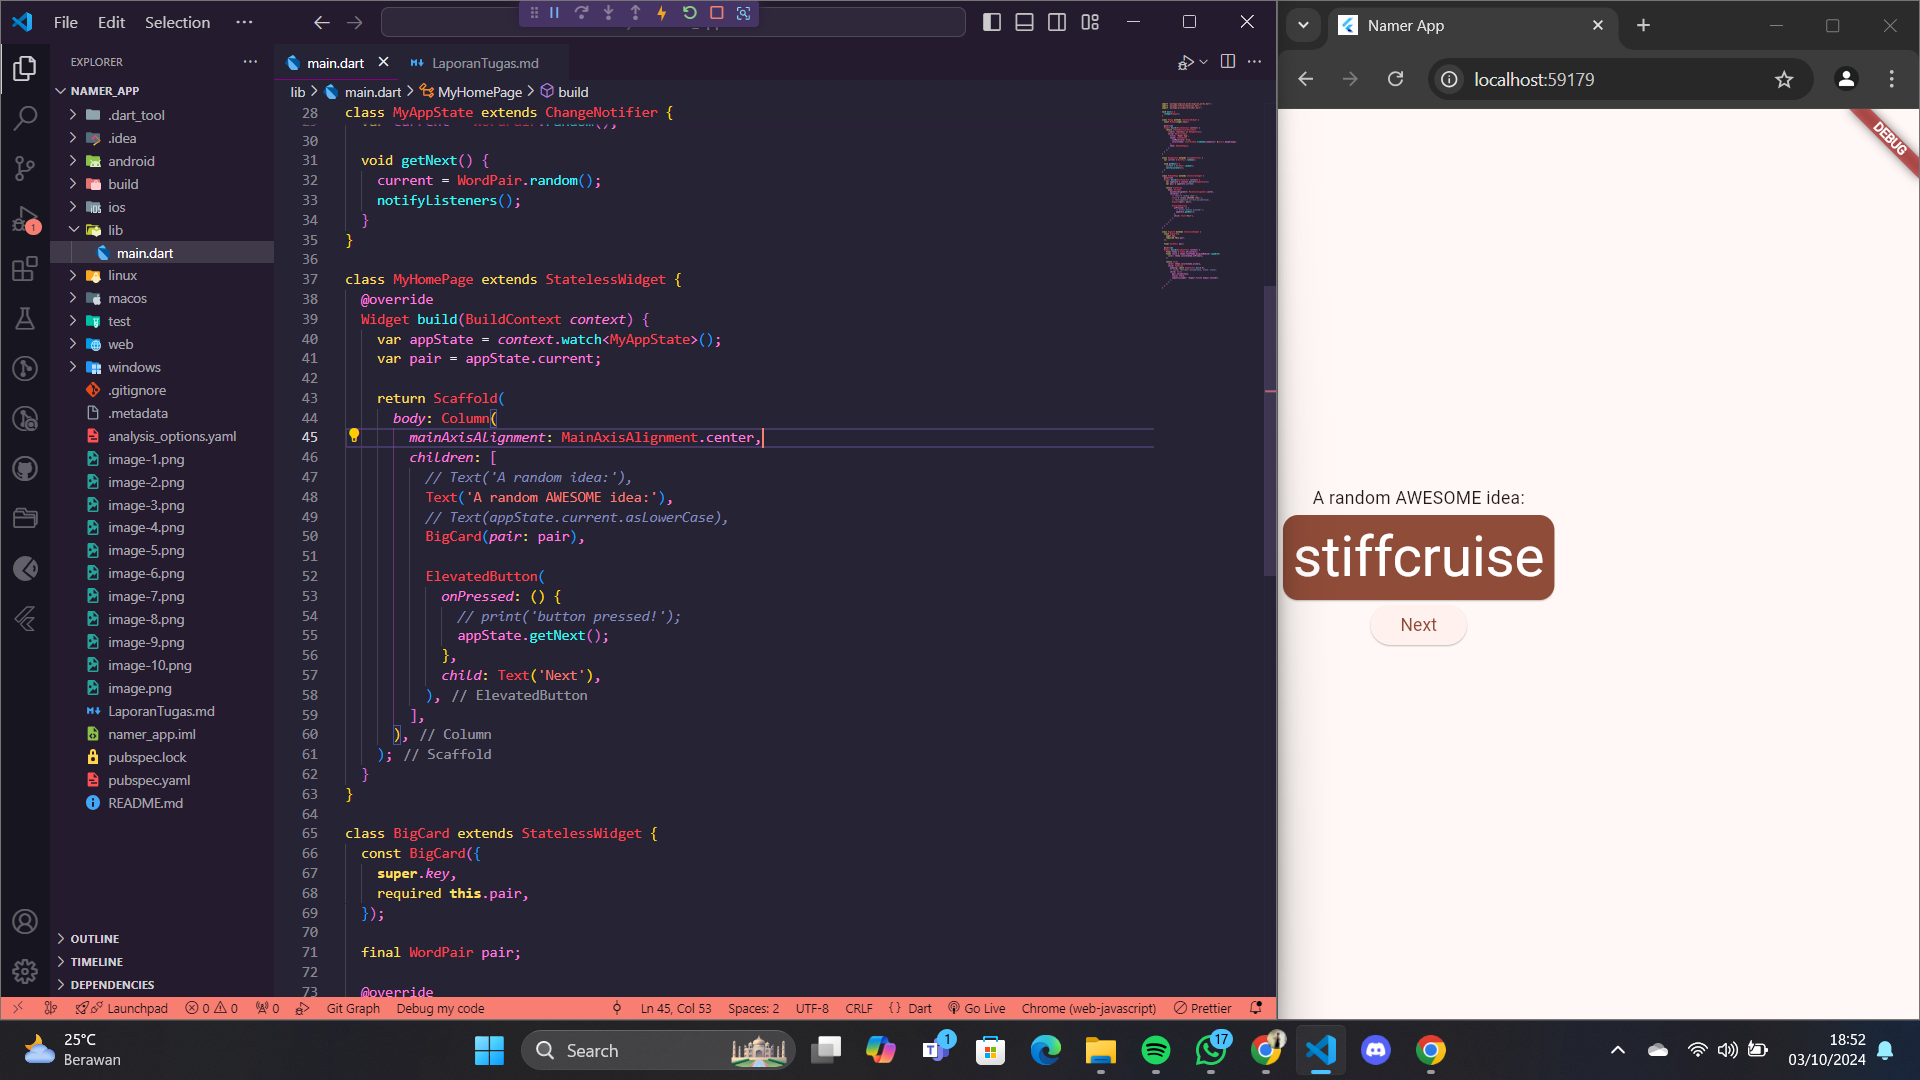 File Edit Selection ···
EXPLORER
NAMER_APP
.dart_tool
.idea
android
build
ios
lib
main.dart
linux
macos
test
web
windows
.gitignore
.metadata
analysis_options.yaml
image-1.png
image-2.png
image-3.png
image-4.png
image-5.png
image-6.png
image-7.png
image-8.png
image-9.png
image-10.png
image.png
LaporanTugas.md
namer_app.iml
pubspec.lock
pubspec.yaml
README.md
OUTLINE
TIMELINE
DEPENDENCIES
main.dart LaporanTugas.md
lib > main.dart > MyHomePage > build
28 class MyAppState extends ChangeNotifier {
30
31 void getNext() {
32 current = WordPair.random();
33 notifyListeners();
34 }
35 }
36
37 class MyHomePage extends StatelessWidget {
38 @override
39 Widget build(BuildContext context) {
40 var appState = context.watch<MyAppState>();
41 var pair = appState.current;
42
43 return Scaffold(
44 body: Column(
45 mainAxisAlignment: MainAxisAlignment.center,
46 children: [
47 // Text('A random idea:'),
48 Text('A random AWESOME idea:'),
49 // Text(appState.current.asLowerCase),
50 BigCard(pair: pair),
51
52 ElevatedButton(
53 onPressed: () {
54 // print('button pressed!');
55 appState.getNext();
56 },
57 child: Text('Next'),
58 ), // ElevatedButton
59 ],
60 ), // Column
61 ); // Scaffold
62 }
63 }
64
65 class BigCard extends StatelessWidget {
66 const BigCard({
67 super.key,
68 required this.pair,
69 });
70
71 final WordPair pair;
72
73 @override
Launchpad 0 0 0 Git Graph Debug my code Ln 45, Col 53 Spaces: 2 UTF-8 CRLF {} Dart Go Live Chrome (web-javascript) Prettier
Namer App
localhost:59179
DEBUG
A random AWESOME idea:
stiffcruise
Next
25°C
Berawan
Search
1
17
18:52
03/10/2024